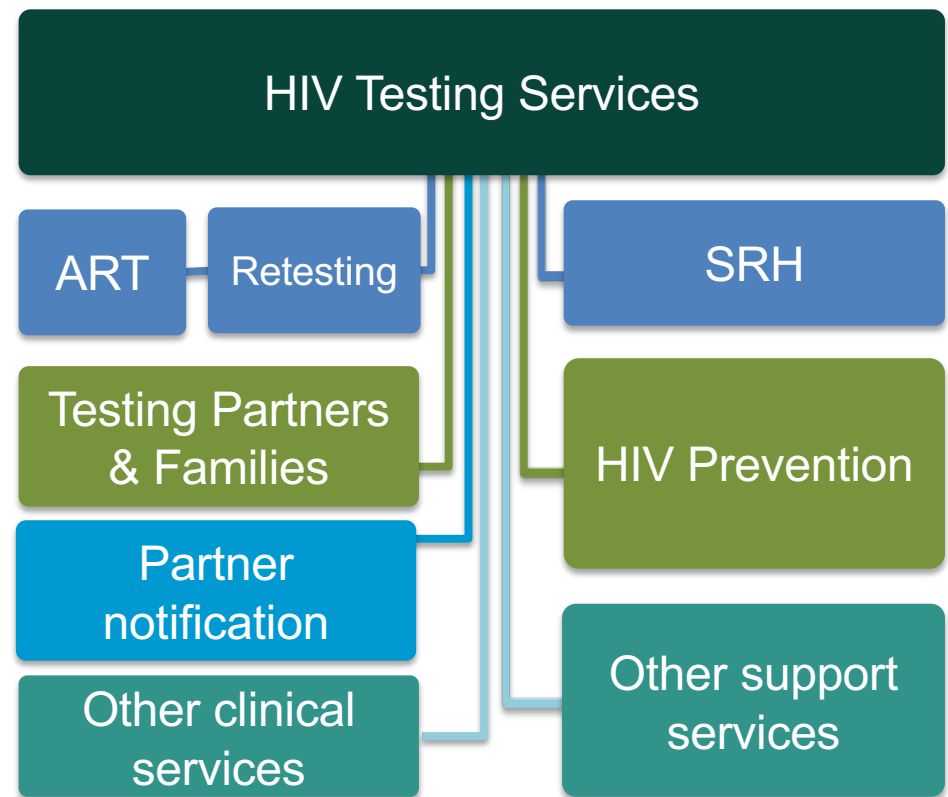 HIV Testing Services
ART
Retesting
SRH
Testing Partners
& Families
HIV Prevention
Partner
notification
Other clinical
services
Other support
services